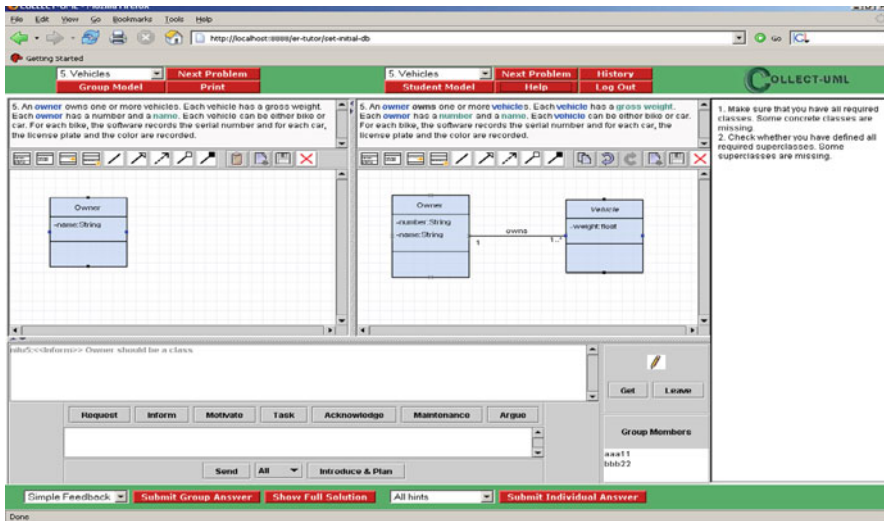 COLLECT-UML - Mozilla Firefox
File Edit View Go Bookmarks Tools Help
http://localhost:8888/er-tutor/set-initial-db
Go
Getting Started
5. Vehicles
Next Problem
Group Model
Print
5. Vehicles
Next Problem
History
Student Model
Help
Log Out
COLLECT-UML
5. An owner owns one or more vehicles. Each vehicle has a gross weight.
Each owner has a number and a name. Each vehicle can be either bike or
car. For each bike, the software records the serial number and for each car,
the license plate and the color are recorded.
5. An owner owns one or more vehicles. Each vehicle has a gross weight.
Each owner has a number and a name. Each vehicle can be either bike or car.
For each bike, the software records the serial number and for each car, the
license plate and the color are recorded.
1. Make sure that you have all required
classes. Some concrete classes are
missing.
2. Check whether you have defined all
required superclasses. Some
superclasses are missing.
Owner
-name:String
Owner
-number:String
-name:String
owns
1
1..*
Vehicle
-weight:float
<<Inform>> Owner should be a class
Get
Leave
Request
Inform
Motivate
Task
Acknowledge
Maintenance
Argue
Group Members
aaa11
bbb22
Send
All
Introduce & Plan
Simple Feedback
Submit Group Answer
Show Full Solution
All hints
Submit Individual Answer
Done